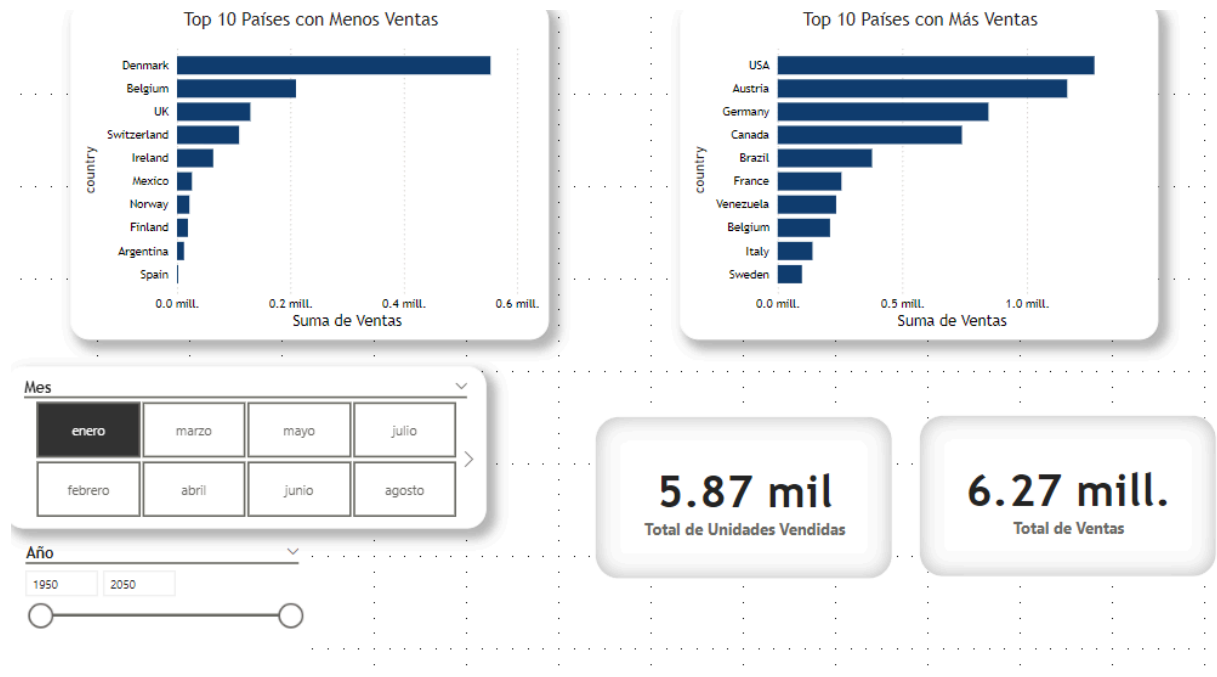 Top 10 Países con Menos Ventas
country
Denmark
Belgium
UK
Switzerland
Ireland
Mexico
Norway
Finland
Argentina
Spain
0.0 mill. 0.2 mill. 0.4 mill. 0.6 mill.
Suma de Ventas
Top 10 Países con Más Ventas
country
USA
Austria
Germany
Canada
Brazil
France
Venezuela
Belgium
Italy
Sweden
0.0 mill. 0.5 mill. 1.0 mill.
Suma de Ventas
Mes
enero marzo mayo julio
febrero abril junio agosto
Año
1950 2050
5.87 mil
Total de Unidades Vendidas
6.27 mill.
Total de Ventas